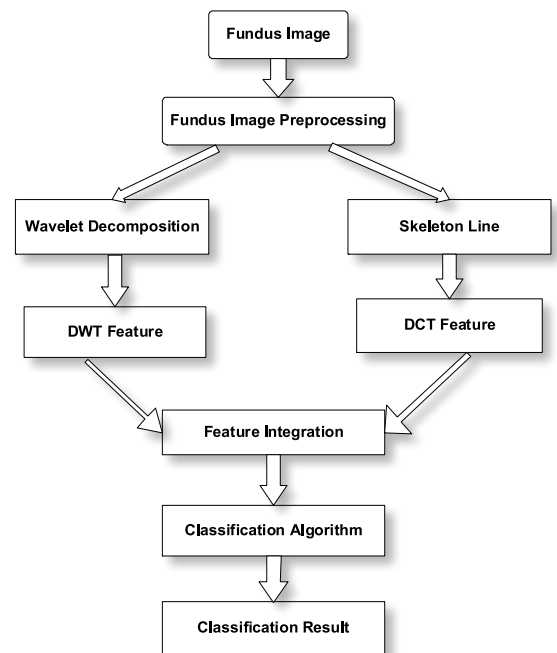 Fundus Image
Fundus Image Preprocessing
Wavelet Decomposition
Skeleton Line
DWT Feature
DCT Feature
Feature Integration
Classification Algorithm
Classification Result